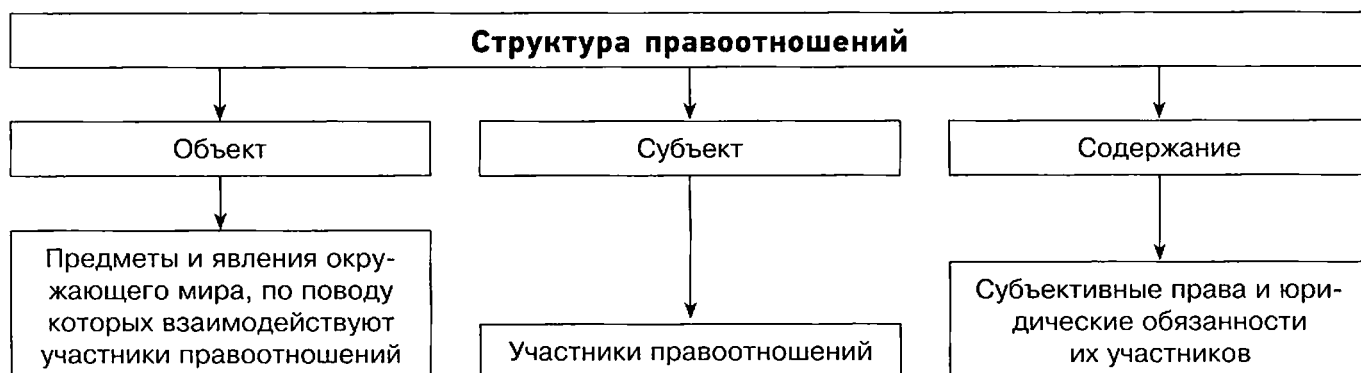 Структура правоотношений
Объект
Субъект
Содержание
Предметы и явления окру-
жающего мира, по поводу
которых взаимодействуют
участники правоотношений
Участники правоотношений
Субъективные права и юри-
дические обязанности
их участников